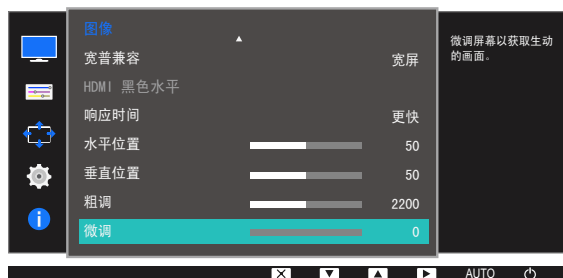 图像
宽普兼容 宽屏
HDMI 黑色水平
响应时间 更快
水平位置 50
垂直位置 50
粗调 2200
微调 0
微调屏幕以获取生动
的画面。
AUTO